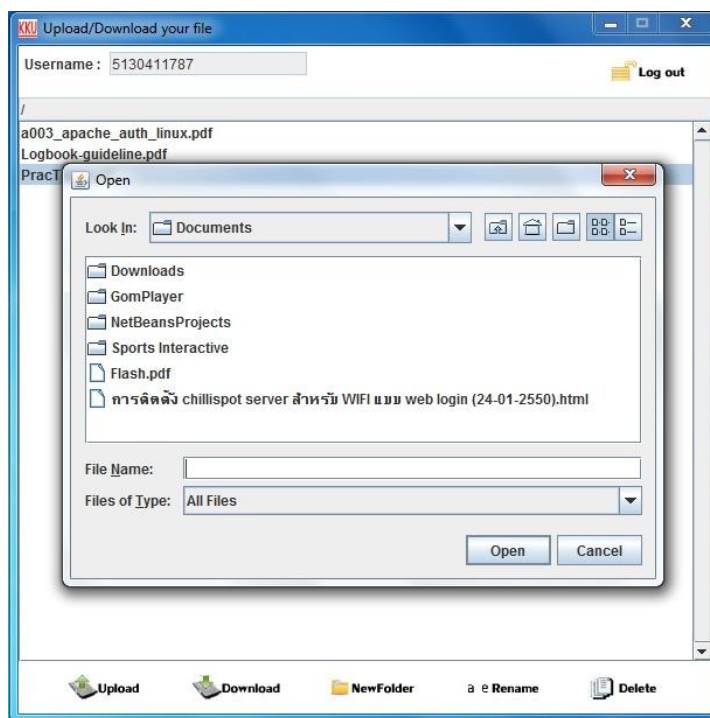 KKU Upload/Download your file
Username : 5130411787
Log out
/
a003_apache_auth_linux.pdf
Logbook-guideline.pdf
PracT
Open
Look In: Documents
Downloads
GomPlayer
NetBeansProjects
Sports Interactive
Flash.pdf
การติดตั้ง chillispot server สำหรับ WIFI แบบ web login (24-01-2550).html
File Name:
Files of Type: All Files
Open Cancel
Upload Download NewFolder a e Rename Delete